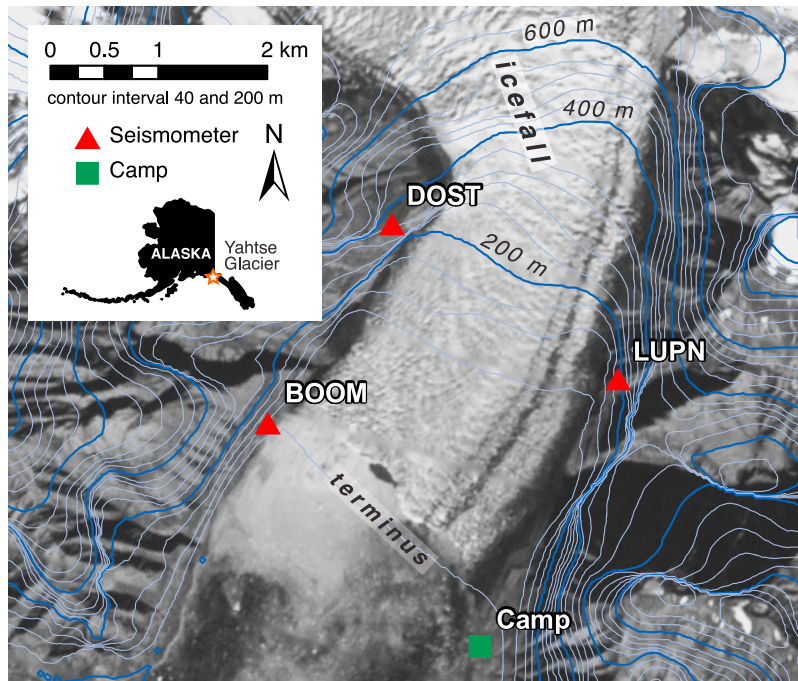 600 m
0 0.5 1 2 km
contour interval 40 and 200 m
icefall
400 m
Seismometer
N
Camp
DOST
ALASKA
Yahtse
Glacier
200 m
LUPN
BOOM
terminus
Camp